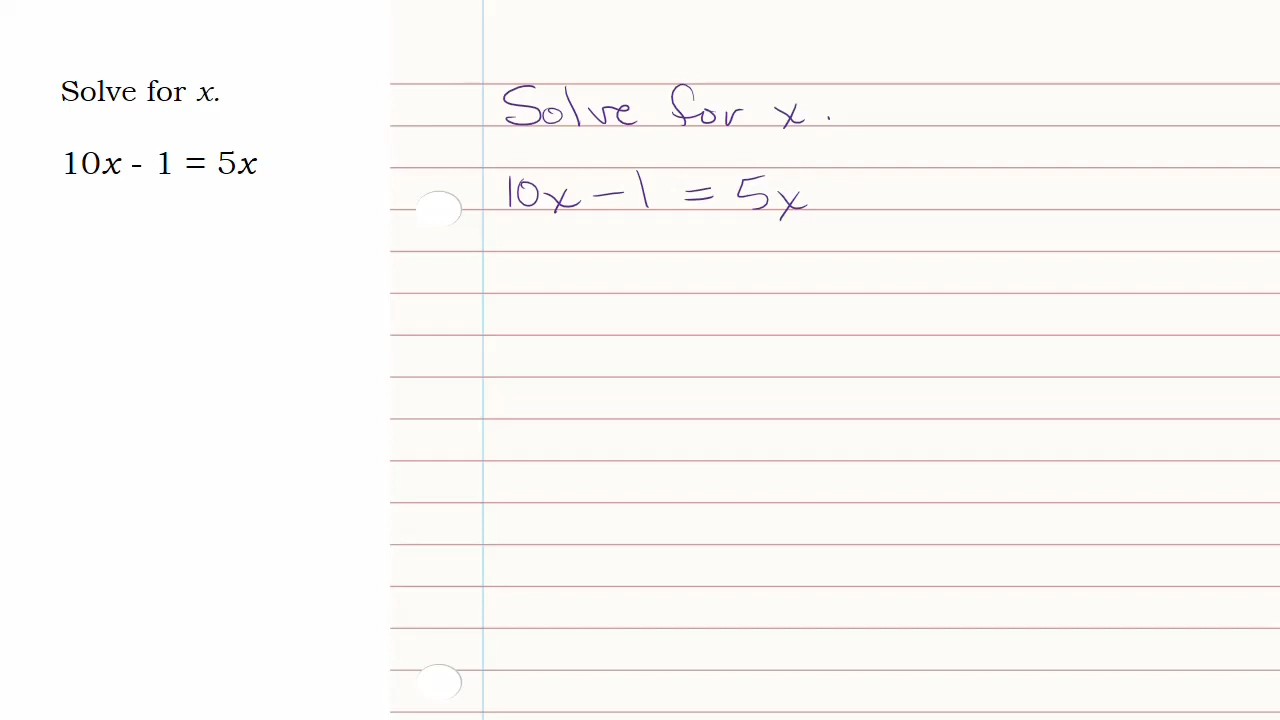 Solve for x.
10x - 1 = 5x
Solve for x.
10x - 1 = 5x